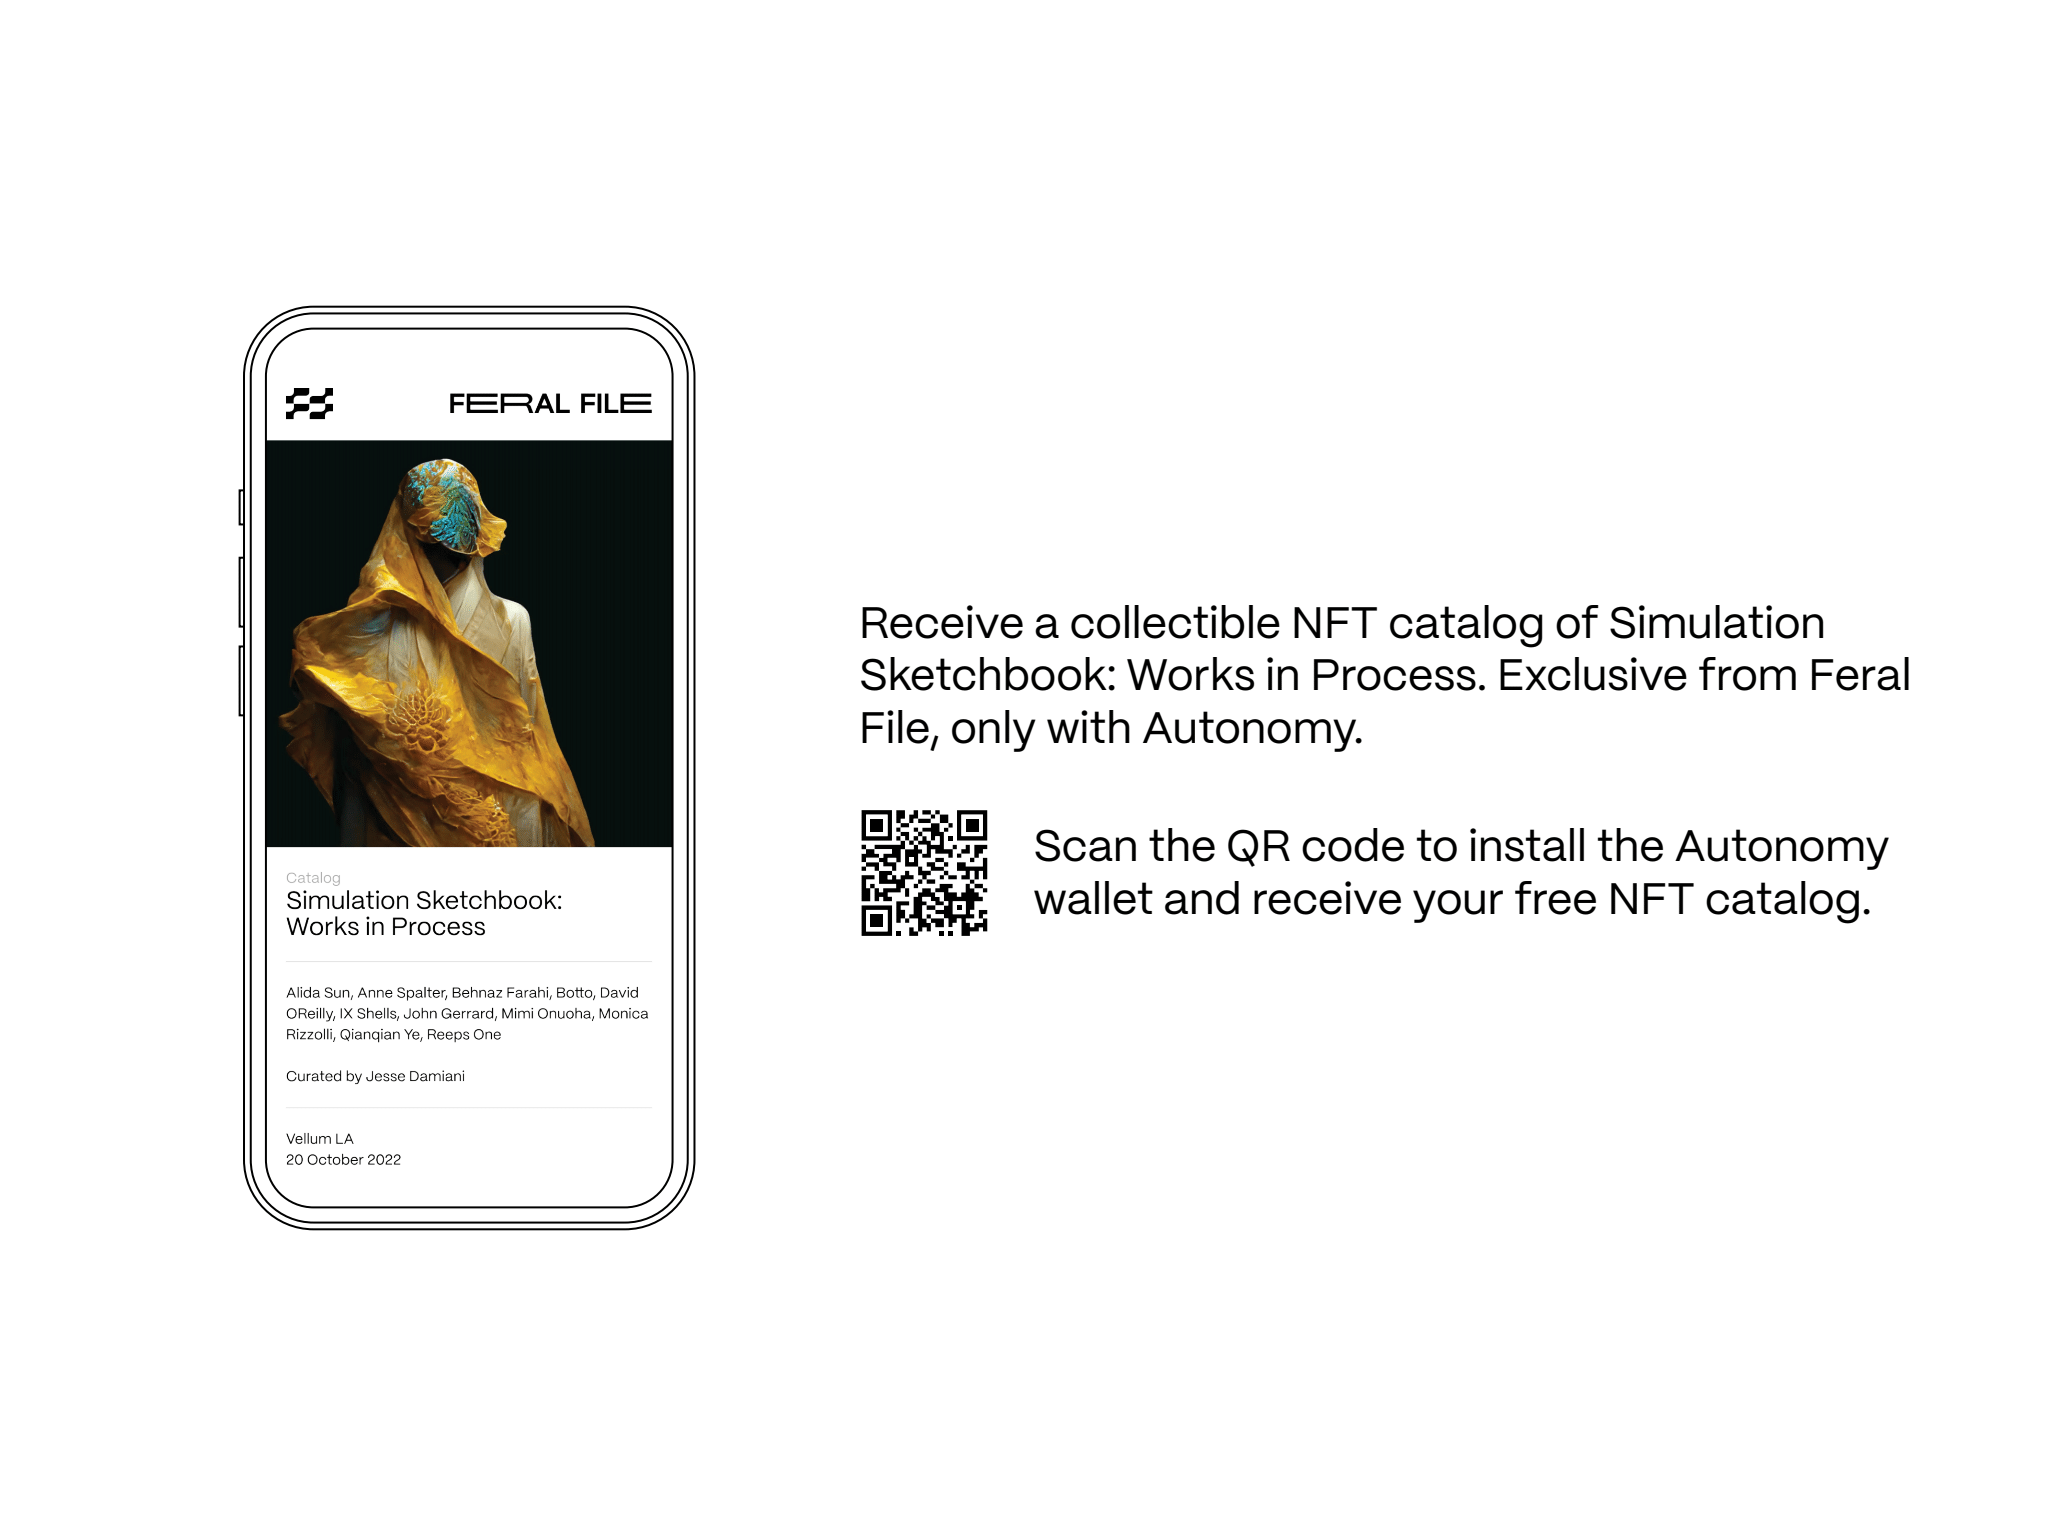 FERAL FILE
Catalog
Simulation Sketchbook:
Works in Process
Alida Sun, Anne Spalter, Behnaz Farahi, Botto, David
OReilly, IX Shells, John Gerrard, Mimi Onuoha, Monica
Rizzolli, Qianqian Ye, Reeps One
Curated by Jesse Damiani
Vellum LA
20 October 2022
Receive a collectible NFT catalog of Simulation
Sketchbook: Works in Process. Exclusive from Feral
File, only with Autonomy.
Scan the QR code to install the Autonomy
wallet and receive your free NFT catalog.